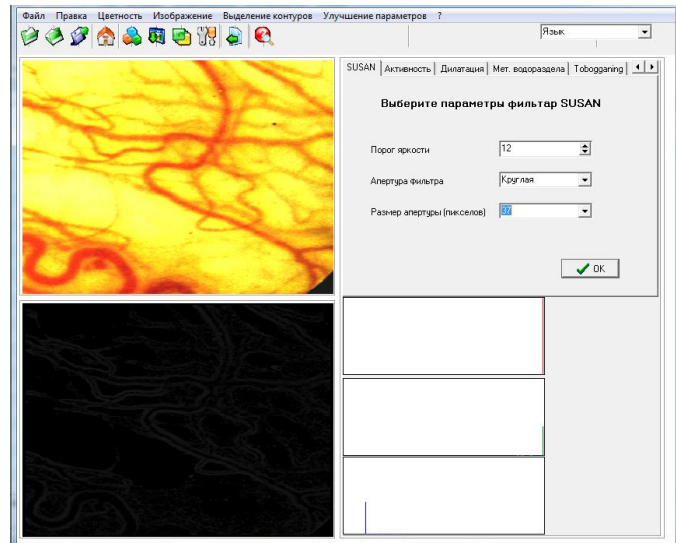 Файл Правка Цветность Изображение Выделение контуров Улучшение параметров ?
Язык
SUSAN Активность Дилатация Мет. водораздела Tobogganing
Выберите параметры фильтар SUSAN
Порог яркости 12
Апертура фильтра Круглая
Размер апертуры (пикселов) 37
OK